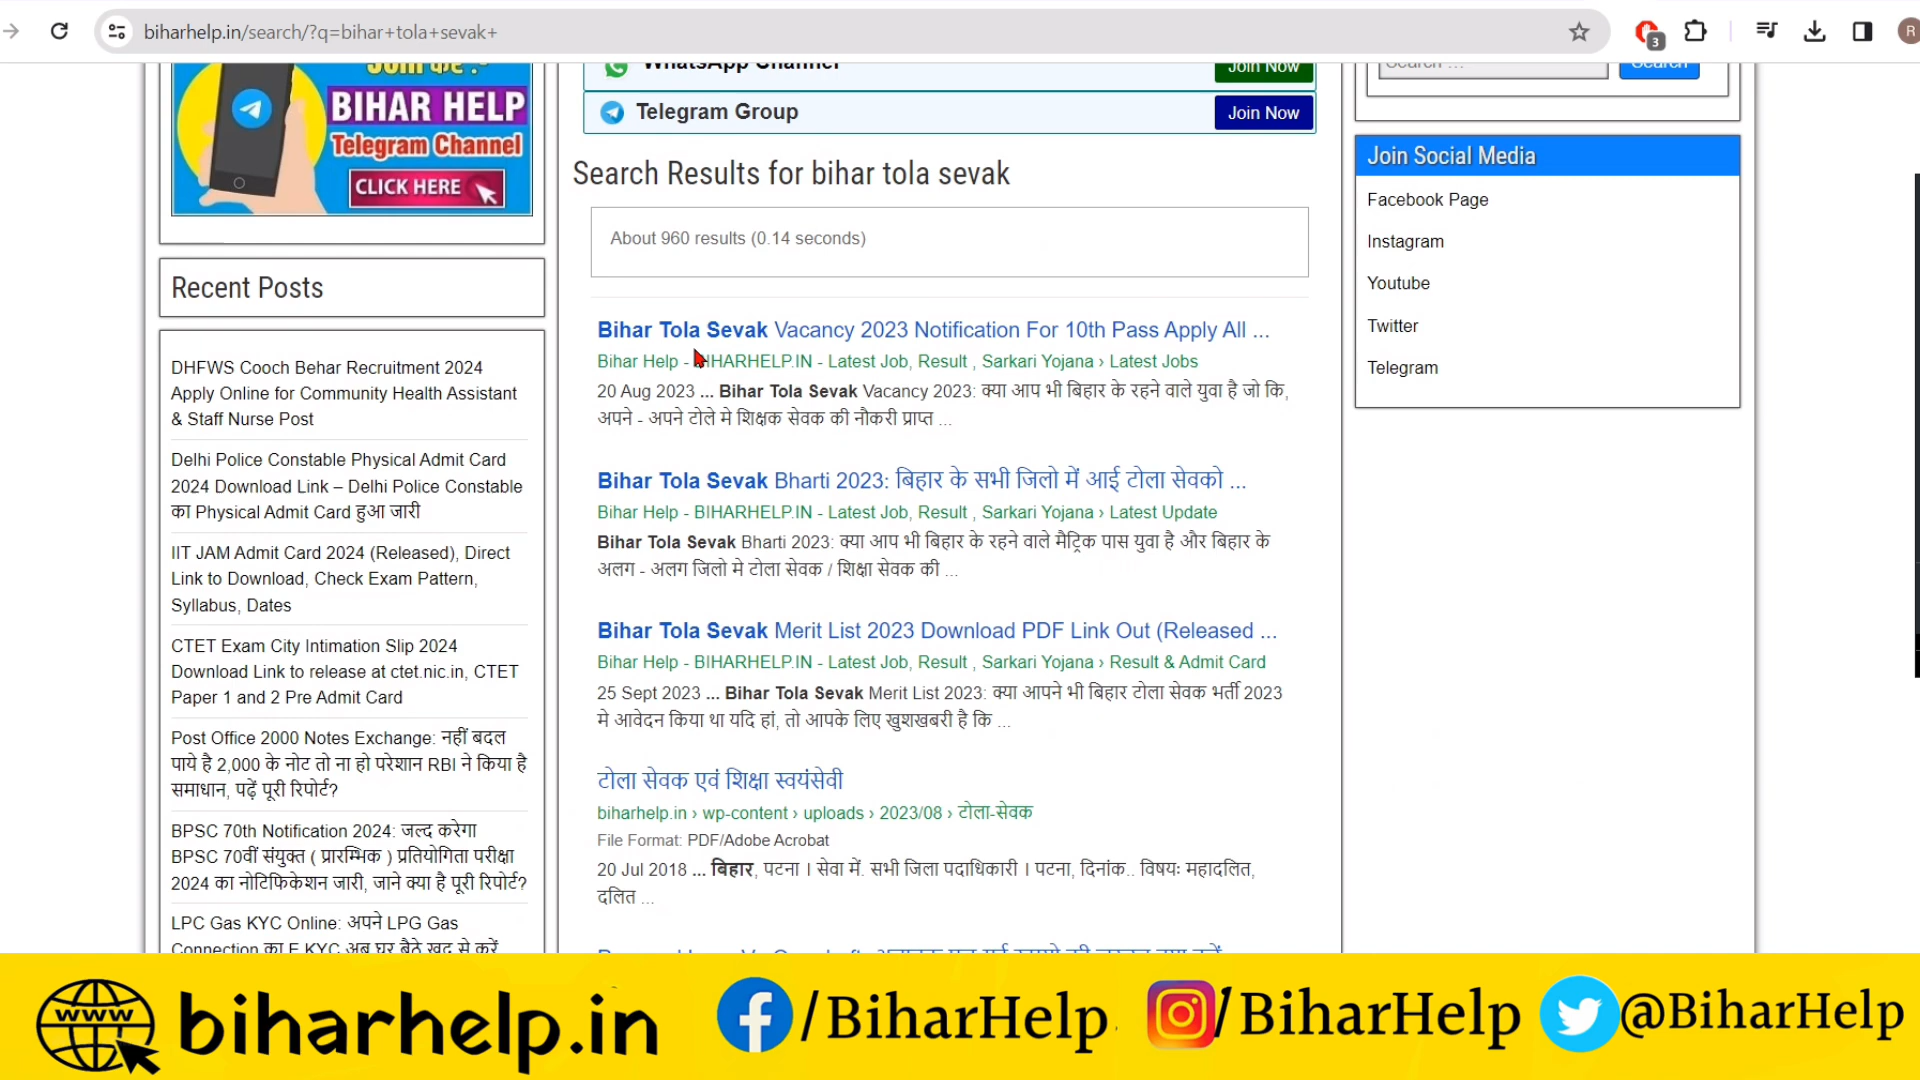 biharhelp.in/search/?q=bihar+tola+sevak+
3
R
BIHAR HELP
Telegram Channel
CLICK HERE
Recent Posts
DHFWS Cooch Behar Recruitment 2024
Apply Online for Community Health Assistant
& Staff Nurse Post
Delhi Police Constable Physical Admit Card
2024 Download Link – Delhi Police Constable
का Physical Admit Card हुआ जारी
IIT JAM Admit Card 2024 (Released), Direct
Link to Download, Check Exam Pattern,
Syllabus, Dates
CTET Exam City Intimation Slip 2024
Download Link to release at ctet.nic.in, CTET
Paper 1 and 2 Pre Admit Card
Post Office 2000 Notes Exchange: नहीं बदल
पाये है 2,000 के नोट तो ना हो परेशान RBI ने किया है
समाधान, पढ़ें पूरी रिपोर्ट?
BPSC 70th Notification 2024: जल्द करेगा
BPSC 70वीं संयुक्त ( प्रारम्भिक ) प्रतियोगिता परीक्षा
2024 का नोटिफिकेशन जारी, जाने क्या है पूरी रिपोर्ट?
LPC Gas KYC Online: अपने LPG Gas
Connection का E KYC अब घर बैठे खुद से करें
WhatsApp Channel
Join Now
Telegram Group
Join Now
Search Results for bihar tola sevak
About 960 results (0.14 seconds)
Bihar Tola Sevak Vacancy 2023 Notification For 10th Pass Apply All ...
Bihar Help - BIHARHELP.IN - Latest Job, Result , Sarkari Yojana › Latest Jobs
20 Aug 2023 ... Bihar Tola Sevak Vacancy 2023: क्या आप भी बिहार के रहने वाले युवा है जो कि,
अपने - अपने टोले मे शिक्षक सेवक की नौकरी प्राप्त ...
Bihar Tola Sevak Bharti 2023: बिहार के सभी जिलो में आई टोला सेवको ...
Bihar Help - BIHARHELP.IN - Latest Job, Result , Sarkari Yojana › Latest Update
Bihar Tola Sevak Bharti 2023: क्या आप भी बिहार के रहने वाले मैट्रिक पास युवा है और बिहार के
अलग - अलग जिलो मे टोला सेवक / शिक्षा सेवक की ...
Bihar Tola Sevak Merit List 2023 Download PDF Link Out (Released ...
Bihar Help - BIHARHELP.IN - Latest Job, Result , Sarkari Yojana › Result & Admit Card
25 Sept 2023 ... Bihar Tola Sevak Merit List 2023: क्या आपने भी बिहार टोला सेवक भर्ती 2023
मे आवेदन किया था यदि हां, तो आपके लिए खुशखबरी है कि ...
टोला सेवक एवं शिक्षा स्वयंसेवी
biharhelp.in › wp-content › uploads › 2023/08 › टोला-सेवक
File Format: PDF/Adobe Acrobat
20 Jul 2018 ... बिहार, पटना । सेवा में. सभी जिला पदाधिकारी । पटना, दिनांक.. विषयः महादलित,
दलित ...
Search ...
Search
Join Social Media
Facebook Page
Instagram
Youtube
Twitter
Telegram
www
biharhelp.in
/BiharHelp
/BiharHelp
@BiharHelp